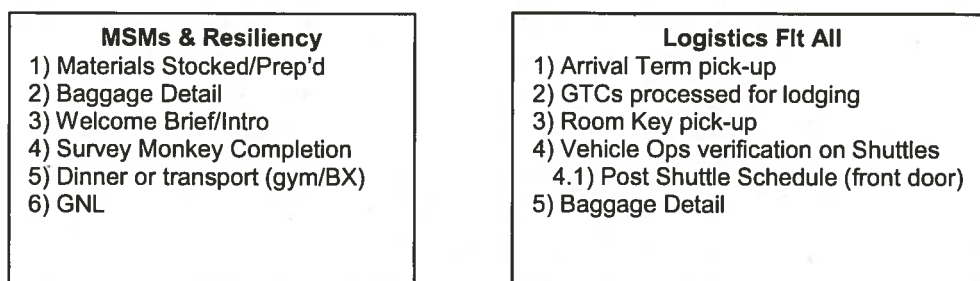 MSMs & Resiliency
1) Materials Stocked/Prep'd
2) Baggage Detail
3) Welcome Brief/Intro
4) Survey Monkey Completion
5) Dinner or transport (gym/BX)
6) GNL
Logistics Flt All
1) Arrival Term pick-up
2) GTCs processed for lodging
3) Room Key pick-up
4) Vehicle Ops verification on Shuttles
4.1) Post Shuttle Schedule (front door)
5) Baggage Detail